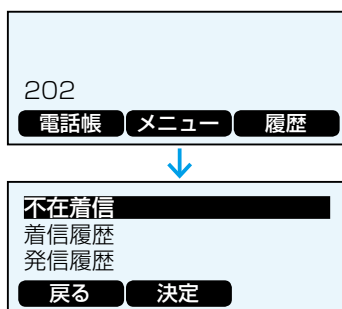 202
電話帳 メニュー 履歴
不在着信
着信履歴
発信履歴
戻る 決定